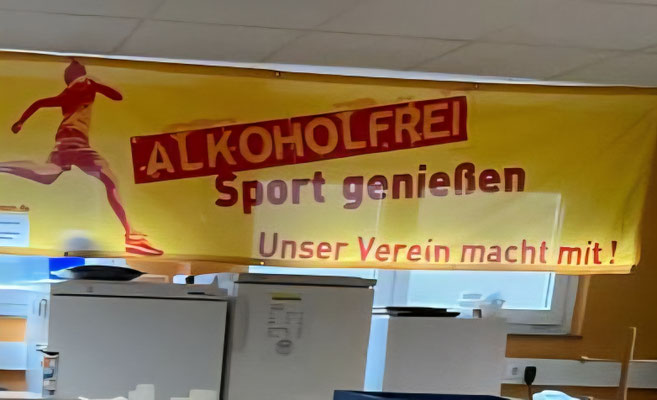 ALKOHOLFREI
Sport genießen
Unser Verein macht mit!